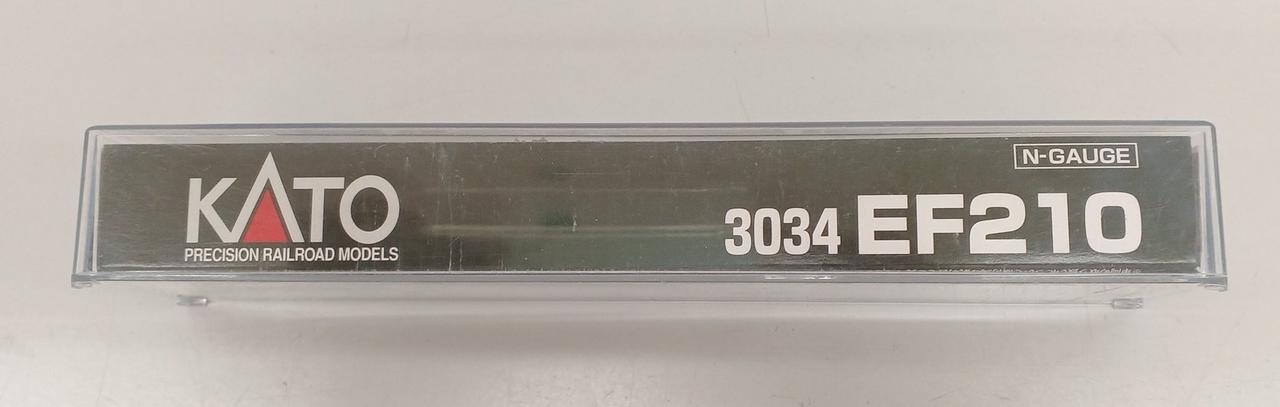 KATO
PRECISION RAILROAD MODELS
N-GAUGE
3034 EF210